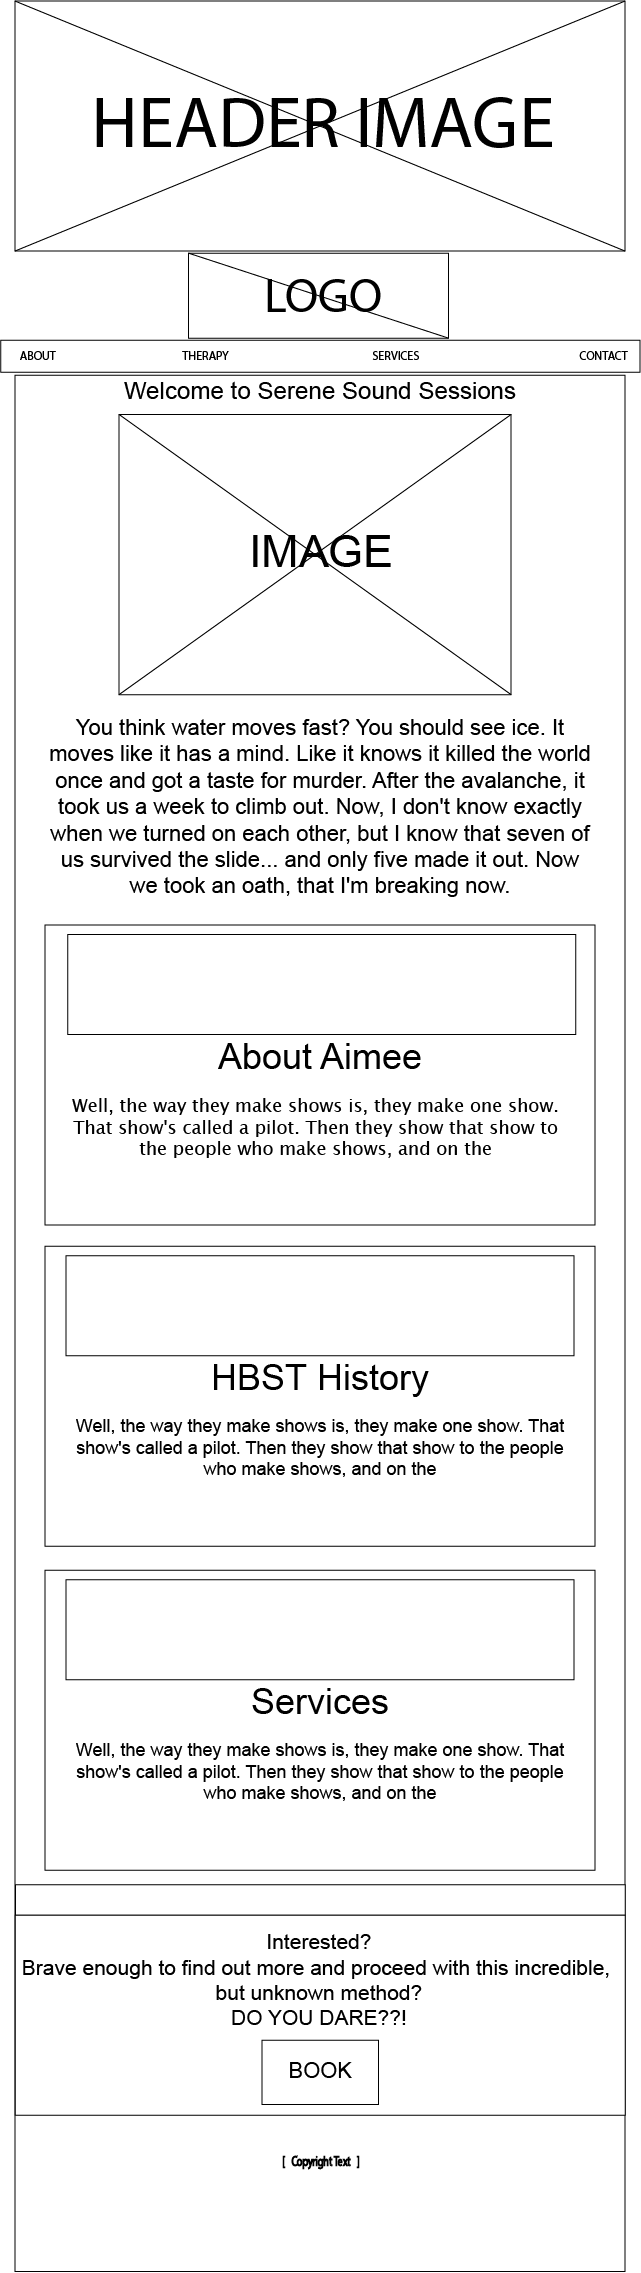 HEADER IMAGE
LOGO
ABOUT THERAPY SERVICES CONTACT
Welcome to Serene Sound Sessions
IMAGE
You think water moves fast? You should see ice. It
moves like it has a mind. Like it knows it killed the world
once and got a taste for murder. After the avalanche, it
took us a week to climb out. Now, I don't know exactly
when we turned on each other, but I know that seven of
us survived the slide... and only five made it out. Now
we took an oath, that I'm breaking now.
About Aimee
Well, the way they make shows is, they make one show.
That show's called a pilot. Then they show that show to
the people who make shows, and on the
HBST History
Well, the way they make shows is, they make one show. That
show's called a pilot. Then they show that show to the people
who make shows, and on the
Services
Well, the way they make shows is, they make one show. That
show's called a pilot. Then they show that show to the people
who make shows, and on the
Interested?
Brave enough to find out more and proceed with this incredible,
but unknown method?
DO YOU DARE??!
BOOK
[ Copyright Text ]